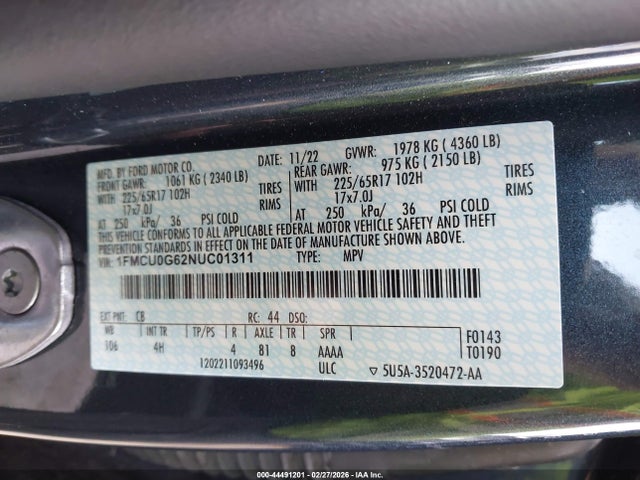 MFD. BY FORD MOTOR CO.
DATE: 11/22 GVWR: 1978 KG ( 4360 LB)
FRONT GAWR: 1061 KG ( 2340 LB)
REAR GAWR: 975 KG ( 2150 LB)
WITH 225/65R17 102H TIRES
WITH 225/65R17 102H TIRES
17x7.0J RIMS
17x7.0J RIMS
AT 250 kPa/ 36 PSI COLD
AT 250 kPa/ 36 PSI COLD
THIS VEHICLE CONFORMS TO ALL APPLICABLE FEDERAL MOTOR VEHICLE SAFETY AND THEFT
PREVENTION STANDARDS IN EFFECT ON THE DATE OF MANUFACTURE SHOWN ABOVE.
VIN: 1FMCU0G62NUC01311 TYPE: MPV
EXT PNT: CB RC: 44 DSO:
WB INT TR TP/PS R AXLE TR SPR
106 4H 4 81 8 AAAA
F0143
T0190
1202211093496 ULC
5U5A-3520472-AA
000-44491201 - 02/27/2026 - IAA Inc.